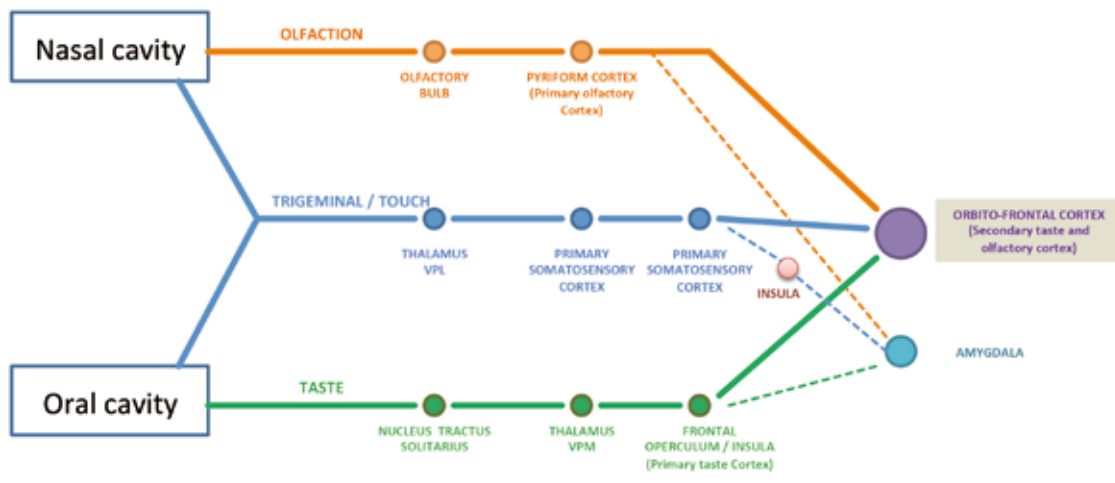 Nasal cavity
OLFACTION
OLFACTORY
BULB
PYRIFORM CORTEX
(Primary olfactory
Cortex)
TRIGEMINAL / TOUCH
THALAMUS
VPL
PRIMARY
SOMATOSENSORY
CORTEX
PRIMARY
SOMATOSENSORY
CORTEX
INSULA
ORBITO-FRONTAL CORTEX
(Secondary taste and
olfactory cortex)
AMYGDALA
Oral cavity
TASTE
NUCLEUS TRACTUS
SOLITARIUS
THALAMUS
VPM
FRONTAL
OPERCULUM / INSULA
(Primary taste Cortex)